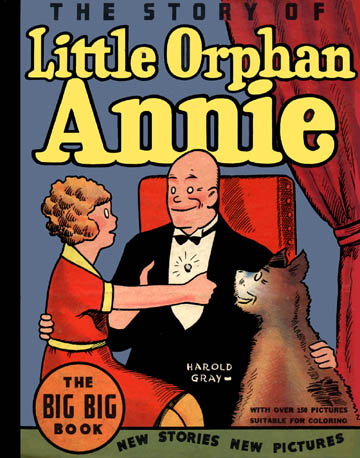 THE STORY OF
Little Orphan
Annie
HAROLD
GRAY-
THE
BIG BIG
BOOK
WITH OVER 150 PICTURES
SUITABLE FOR COLORING
NEW STORIES NEW PICTURES